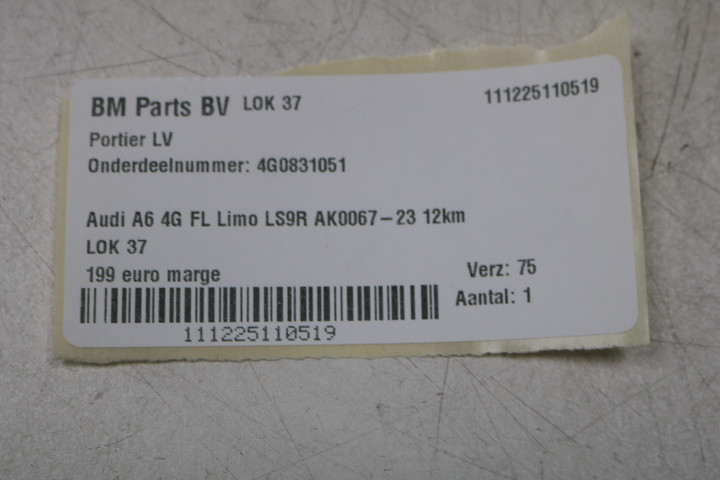 BM Parts BV LOK 37 111225110519
Portier LV
Onderdeelnummer: 4G0831051
Audi A6 4G FL Limo LS9R AK0067-23 12km
LOK 37
199 euro marge Verz: 75
Aantal: 1
111225110519